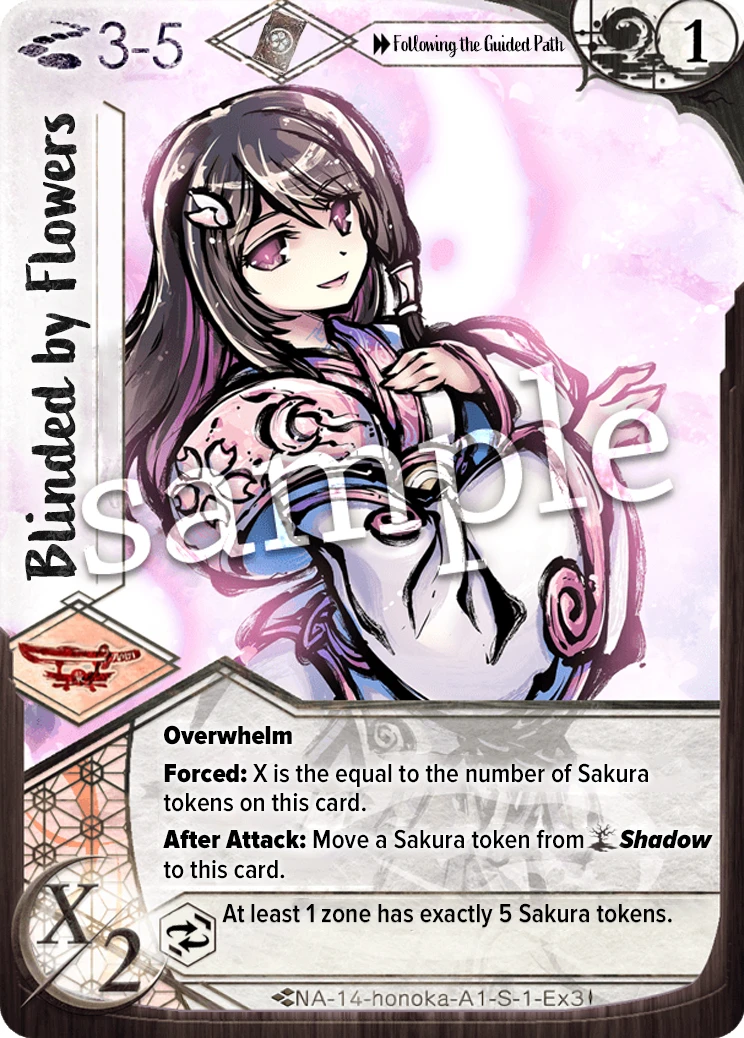 3-5
Following the Guided Path
1
Blinded by Flowers
sample
Overwhelm
Forced: X is the equal to the number of Sakura
tokens on this card.
After Attack: Move a Sakura token from Shadow
to this card.
X/2
At least 1 zone has exactly 5 Sakura tokens.
NA-14-honoka-A1-S-1-Ex3